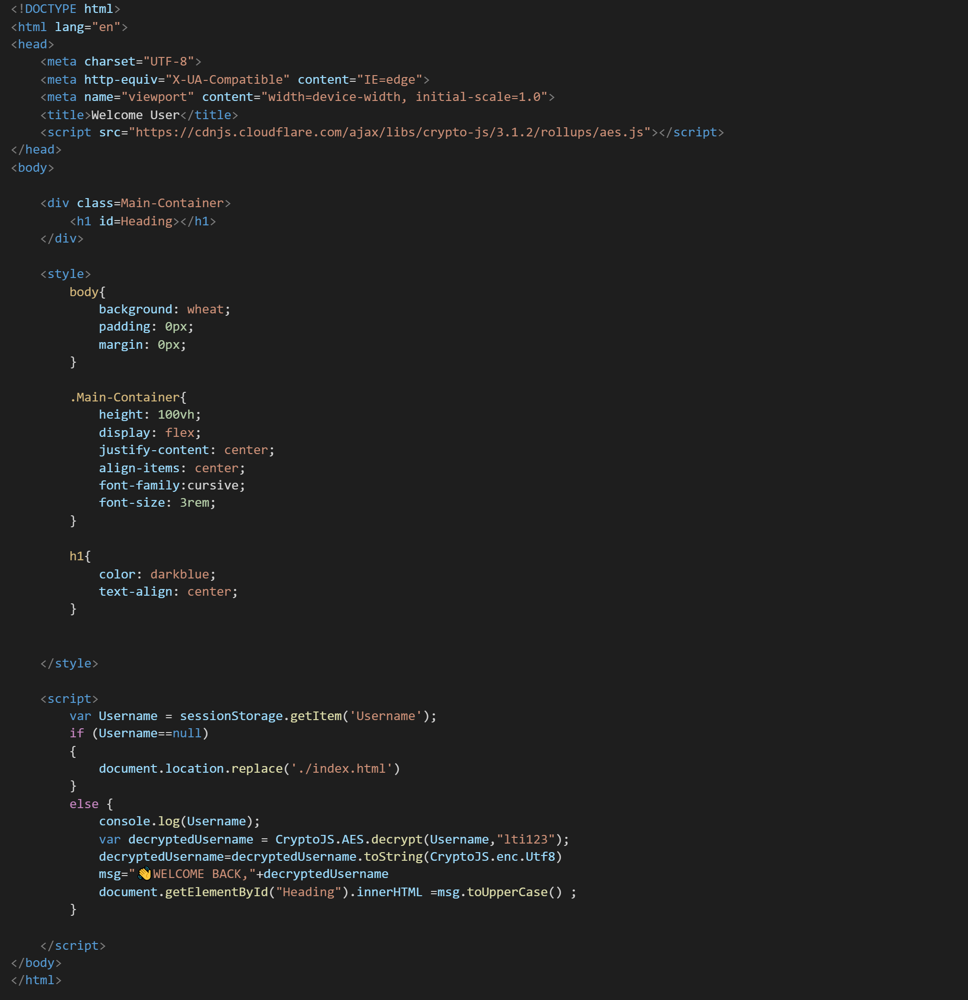 <!DOCTYPE html>
<html lang="en">
<head>
    <meta charset="UTF-8">
    <meta http-equiv="X-UA-Compatible" content="IE=edge">
    <meta name="viewport" content="width=device-width, initial-scale=1.0">
    <title>Welcome User</title>
    <script src="https://cdnjs.cloudflare.com/ajax/libs/crypto-js/3.1.2/rollups/aes.js"></script>
</head>
<body>

    <div class=Main-Container>
        <h1 id=Heading></h1>
    </div>

    <style>
        body{
            background: wheat;
            padding: 0px;
            margin: 0px;
        }

        .Main-Container{
            height: 100vh;
            display: flex;
            justify-content: center;
            align-items: center;
            font-family:cursive;
            font-size: 3rem;
        }

        h1{
            color: darkblue;
            text-align: center;
        }


    </style>

    <script>
        var Username = sessionStorage.getItem('Username');
        if (Username==null)
        {
            document.location.replace('./index.html')
        }
        else {
            console.log(Username);
            var decryptedUsername = CryptoJS.AES.decrypt(Username,"lti123");
            decryptedUsername=decryptedUsername.toString(CryptoJS.enc.Utf8)
            msg="👋WELCOME BACK,"+decryptedUsername
            document.getElementById("Heading").innerHTML =msg.toUpperCase() ;
        }

    </script>
</body>
</html>